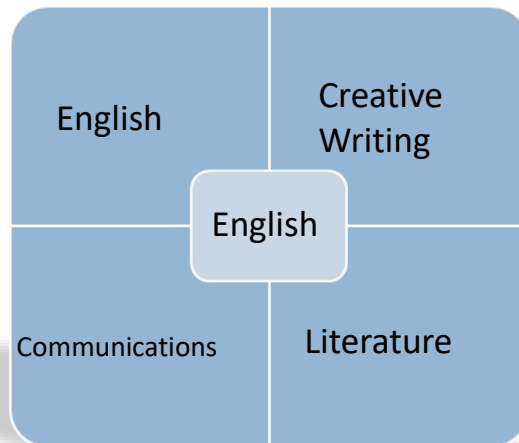 English
Creative
Writing
English
Communications
Literature